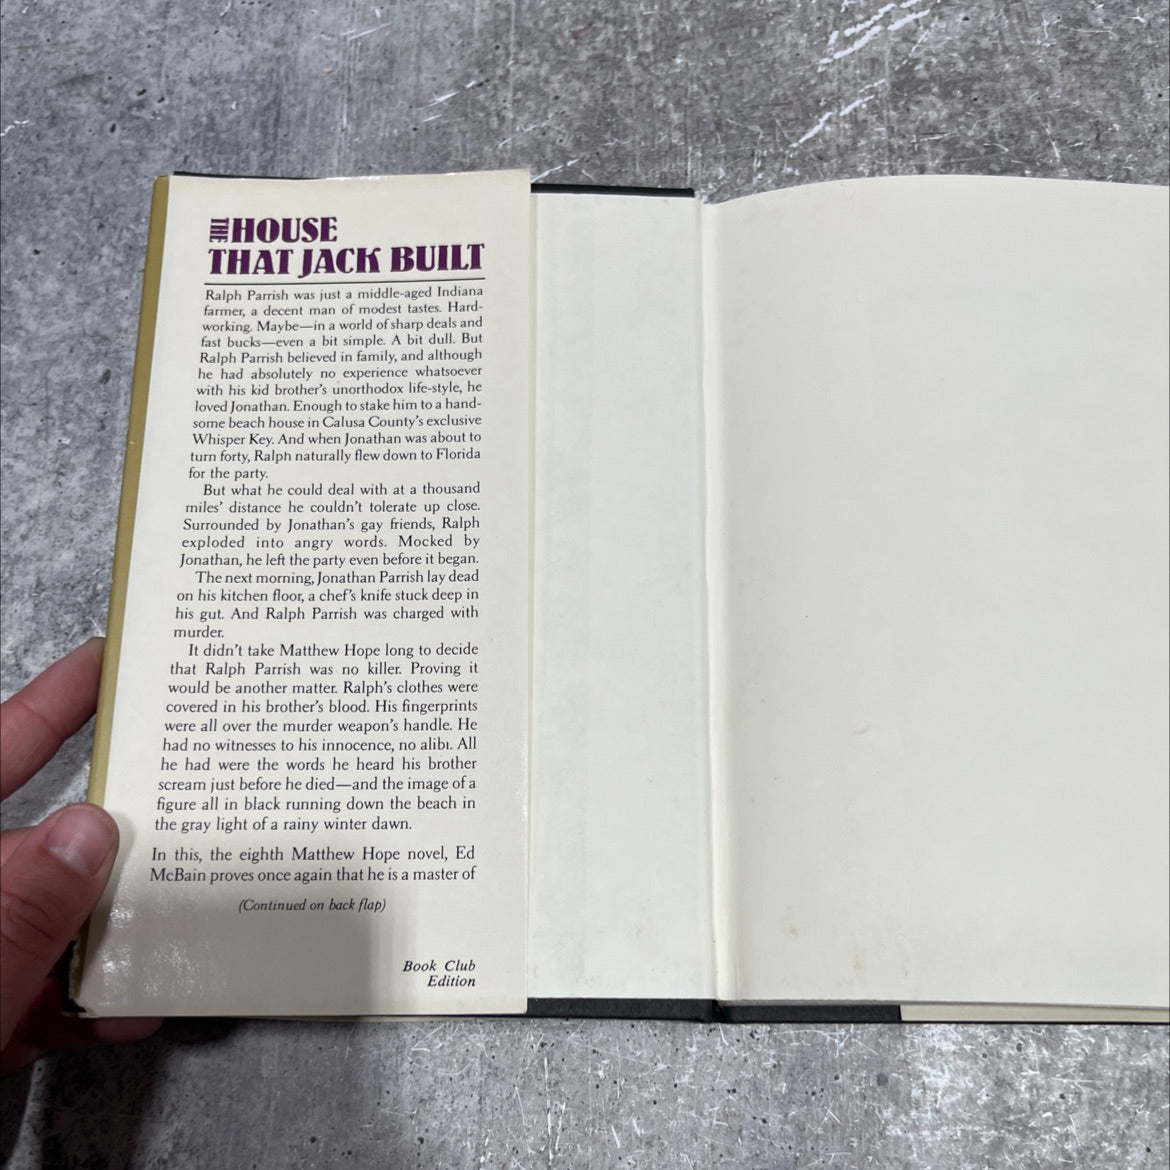 THE HOUSE
THAT JACK BUILT
Ralph Parrish was just a middle-aged Indiana
farmer, a decent man of modest tastes. Hard-
working. Maybe—in a world of sharp deals and
fast bucks—even a bit simple. A bit dull. But
Ralph Parrish believed in family, and although
he had absolutely no experience whatsoever
with his kid brother's unorthodox life-style, he
loved Jonathan. Enough to stake him to a hand-
some beach house in Calusa County's exclusive
Whisper Key. And when Jonathan was about to
turn forty, Ralph naturally flew down to Florida
for the party.
But what he could deal with at a thousand
miles' distance he couldn't tolerate up close.
Surrounded by Jonathan's gay friends, Ralph
exploded into angry words. Mocked by
Jonathan, he left the party even before it began.
The next morning, Jonathan Parrish lay dead
on his kitchen floor, a chef's knife stuck deep in
his gut. And Ralph Parrish was charged with
murder.
It didn't take Matthew Hope long to decide
that Ralph Parrish was no killer. Proving it
would be another matter. Ralph's clothes were
covered in his brother's blood. His fingerprints
were all over the murder weapon's handle. He
had no witnesses to his innocence, no alibi. All
he had were the words he heard his brother
scream just before he died—and the image of a
figure all in black running down the beach in
the gray light of a rainy winter dawn.
In this, the eighth Matthew Hope novel, Ed
McBain proves once again that he is a master of
(Continued on back flap)
Book Club
Edition